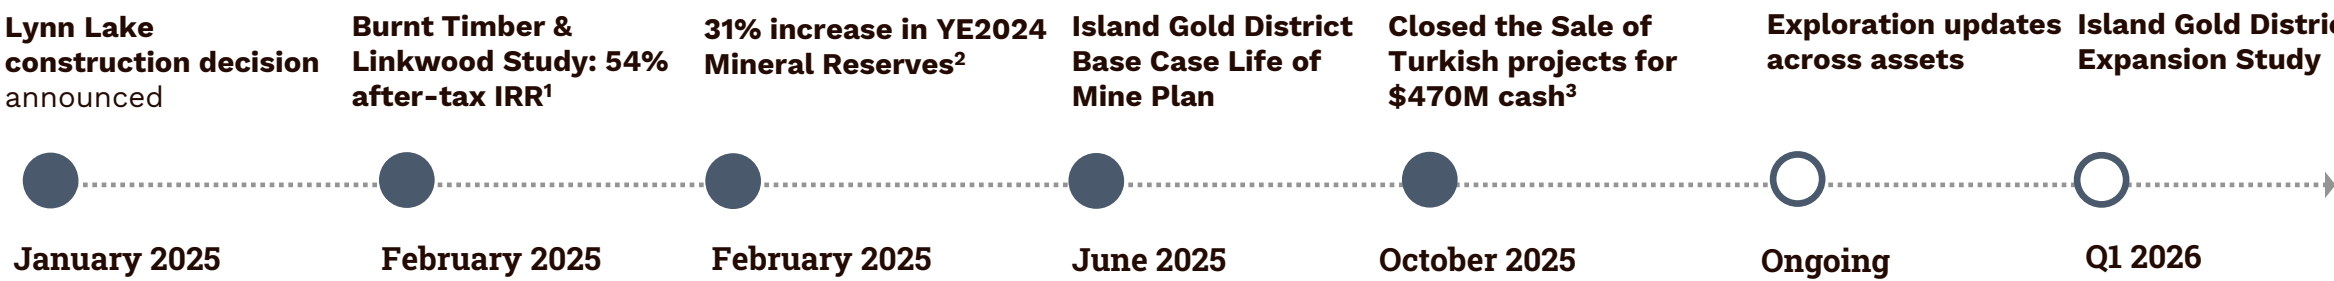 Lynn Lake
construction decision
announced
Burnt Timber &
Linkwood Study: 54%
after-tax IRR¹
31% increase in YE2024
Mineral Reserves²
Island Gold District
Base Case Life of
Mine Plan
Closed the Sale of
Turkish projects for
$470M cash³
Exploration updates
across assets
Island Gold
Expansion Study
January 2025
February 2025
February 2025
June 2025
October 2025
Ongoing
Q1 2026